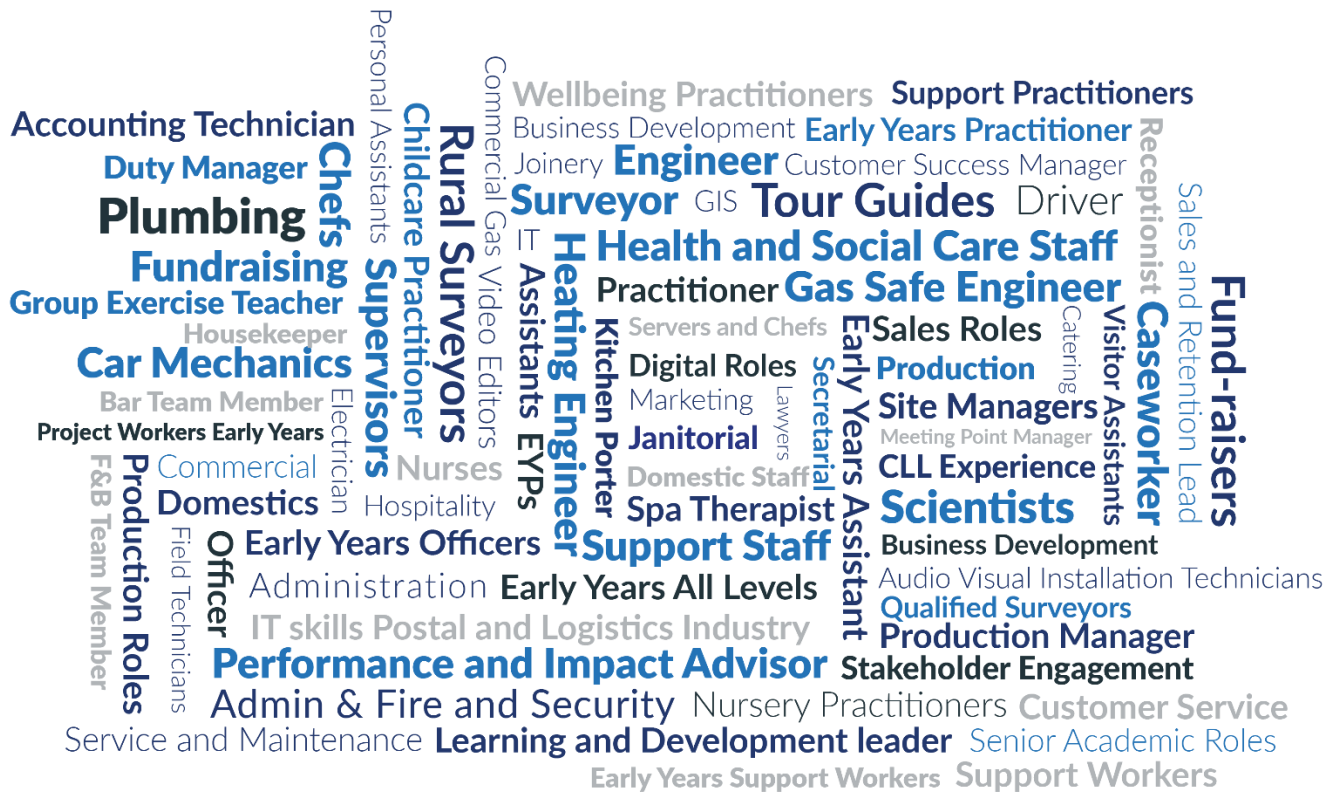 Personal Assistants
Commercial Gas
Wellbeing Practitioners
Support Practitioners
Accounting Technician
Childcare Practitioner
Rural Surveyors
Business Development
Early Years Practitioner
Receptionist
Duty Manager
Chefs
Joinery
Engineer
Customer Success Manager
Plumbing
Surveyor
GIS
Tour Guides
Driver
Sales and Retention Lead
IT
Heating Engineer
Health and Social Care Staff
Fundraising
Supervisors
Video Editors
Assistants
Practitioner
Gas Safe Engineer
Fund-raisers
Group Exercise Teacher
Housekeeper
Kitchen Porter
Servers and Chefs
Early Years Assistant
Sales Roles
Catering
Visitor Assistants
Caseworker
Car Mechanics
Digital Roles
Secretarial
Production
Bar Team Member
Electrician
Marketing
Lawyers
Site Managers
Project Workers Early Years
EYPs
Janitorial
Meeting Point Manager
F&B Team Member
Production Roles
Commercial
Nurses
Domestic Staff
CLL Experience
Domestics
Hospitality
Spa Therapist
Scientists
Field Technicians
Officer
Early Years Officers
Support Staff
Business Development
Administration
Early Years All Levels
Audio Visual Installation Technicians
Qualified Surveyors
IT skills Postal and Logistics Industry
Production Manager
Performance and Impact Advisor
Stakeholder Engagement
Admin & Fire and Security
Nursery Practitioners
Customer Service
Service and Maintenance
Learning and Development leader
Senior Academic Roles
Early Years Support Workers
Support Workers